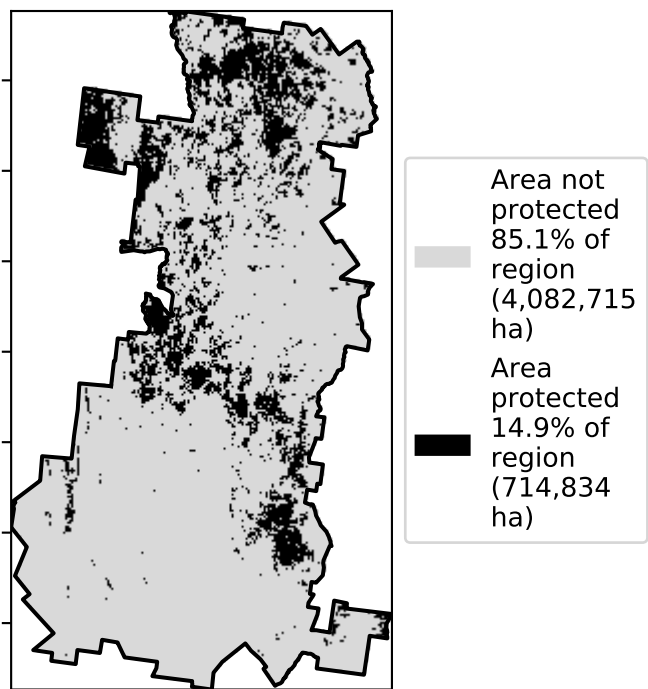 Area not
protected
85.1% of
region
(4,082,715
ha)
Area
protected
14.9% of
region
(714,834
ha)